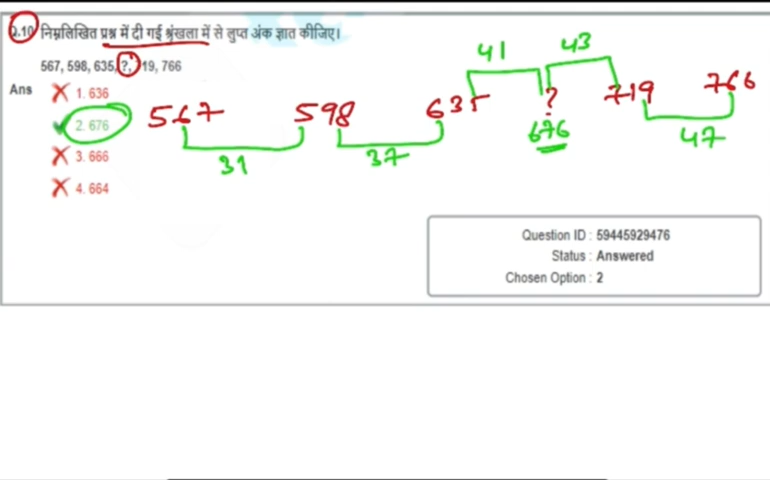 Q.10 निम्नलिखित प्रश्न में दी गई श्रृंखला में से लुप्त अंक ज्ञात कीजिए।
41 43
567, 598, 635, ?, 719, 766
Ans X 1. 636
567 598 635 ? 719 766
2. 676
676 47
31 37
X 3. 666
X 4. 664
Question ID : 59445929476
Status : Answered
Chosen Option : 2